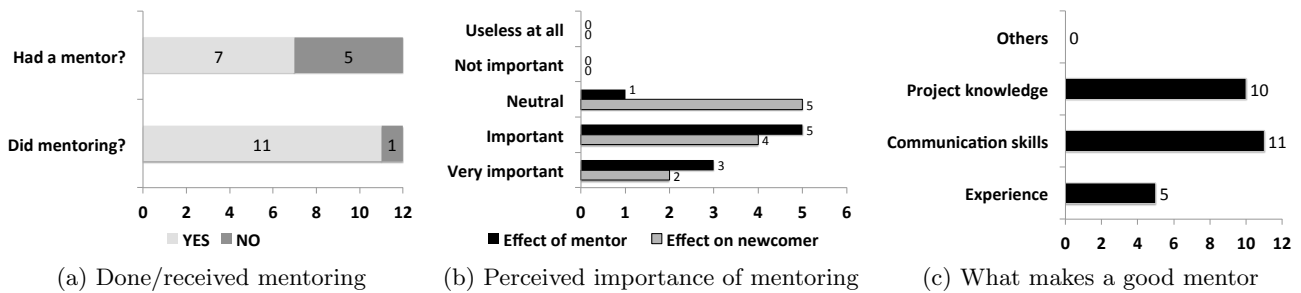 Had a mentor?
7
5
Did mentoring?
11
1
0 2 4 6 8 10 12
YES NO
(a) Done/received mentoring
Useless at all
0
0
Not important
0
0
Neutral
1
5
Important
5
4
Very important
3
2
0 1 2 3 4 5 6
Effect of mentor Effect on newcomer
(b) Perceived importance of mentoring
Others
0
Project knowledge
10
Communication skills
11
Experience
5
0 2 4 6 8 10 12
(c) What makes a good mentor